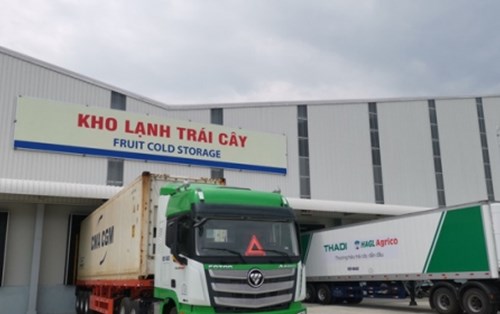 KHO LẠNH TRÁI CÂY
FRUIT COLD STORAGE
CMA CGM
THADI HAGL Agrico